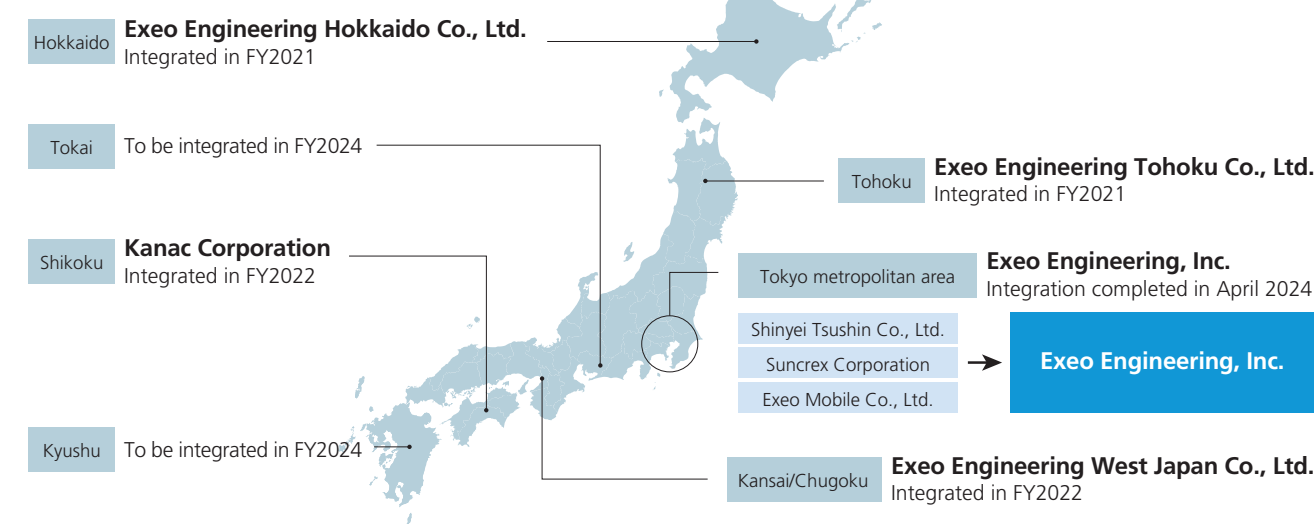 Hokkaido
Exeo Engineering Hokkaido Co., Ltd.
Integrated in FY2021
Tokai
To be integrated in FY2024
Shikoku
Kanac Corporation
Integrated in FY2022
Kyushu
To be integrated in FY2024
Tohoku
Exeo Engineering Tohoku Co., Ltd.
Integrated in FY2021
Tokyo metropolitan area
Exeo Engineering, Inc.
Integration completed in April 2024
Shinyei Tsushin Co., Ltd.
Suncrex Corporation
Exeo Mobile Co., Ltd.
Exeo Engineering, Inc.
Kansai/Chugoku
Exeo Engineering West Japan Co., Ltd.
Integrated in FY2022